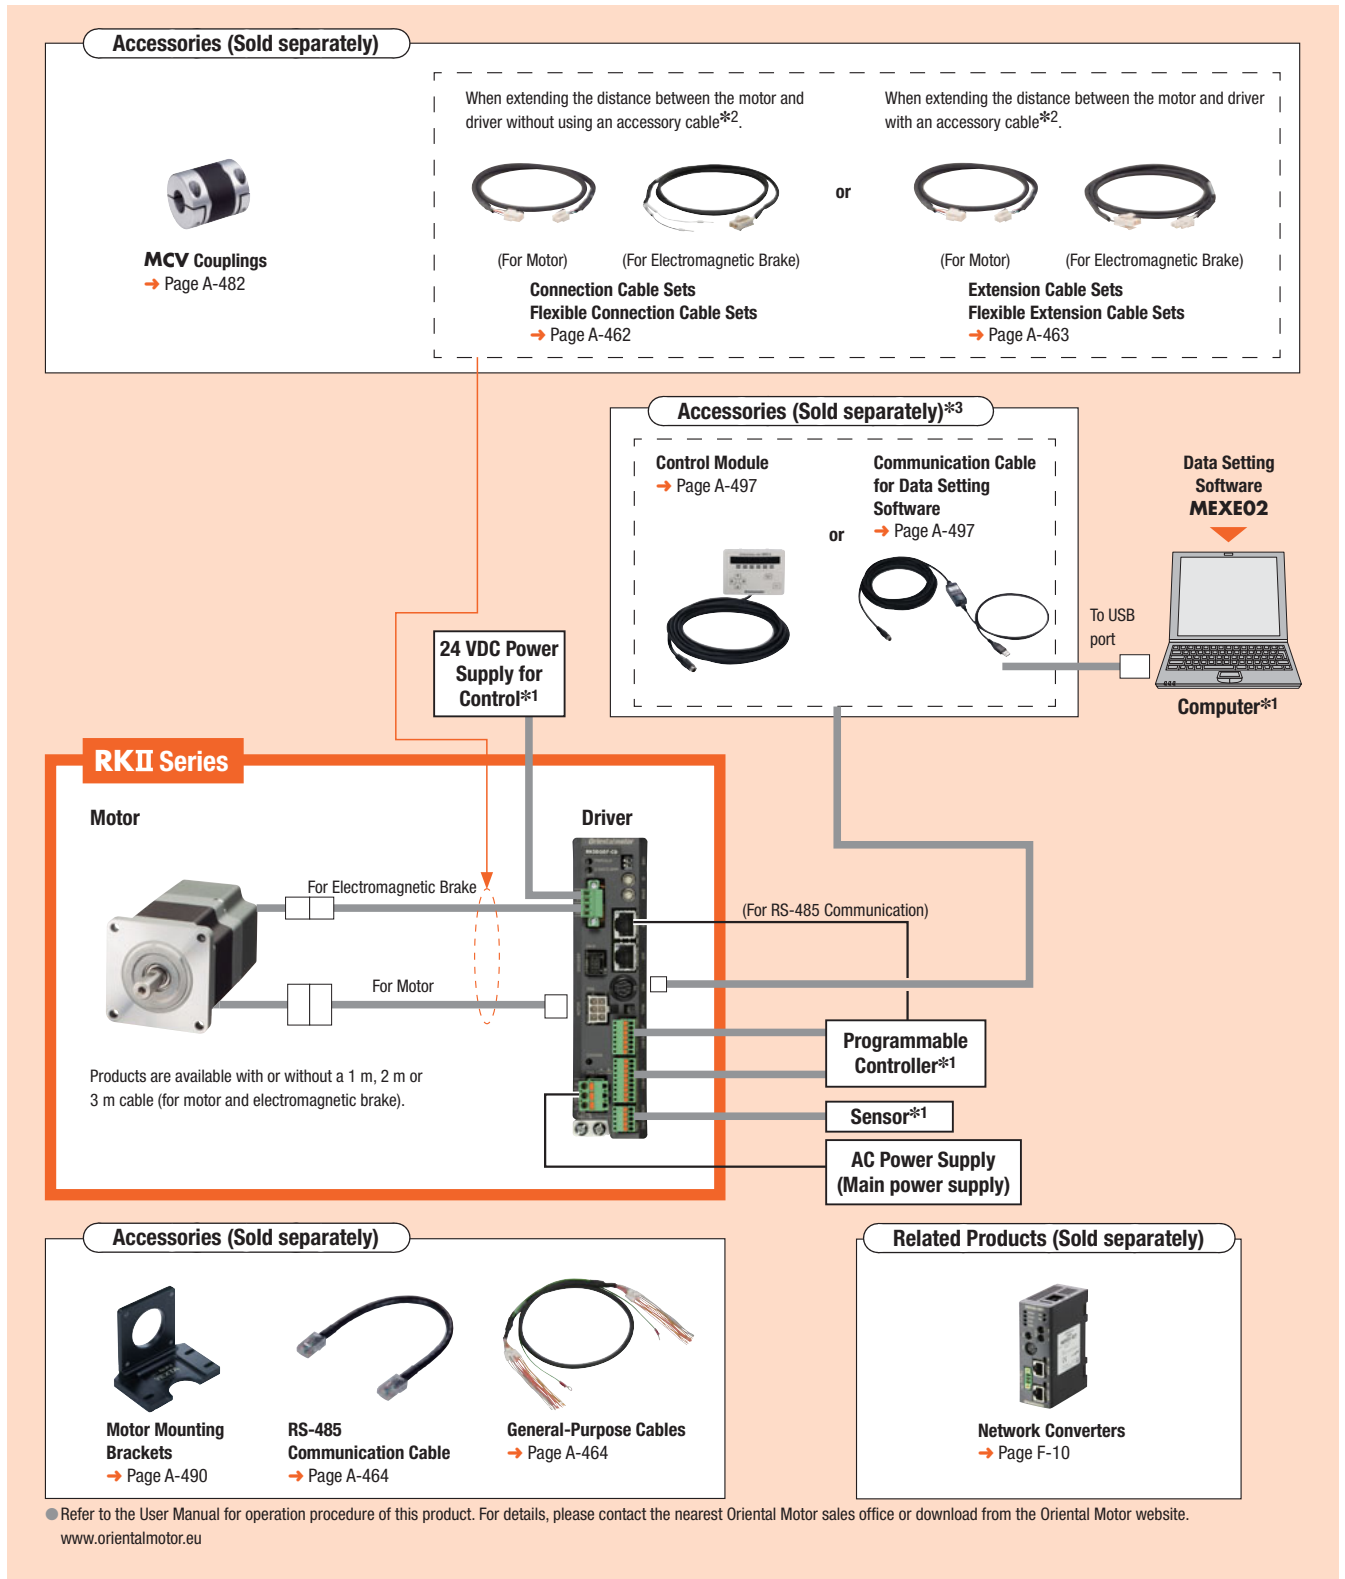 Accessories (Sold separately)
When extending the distance between the motor and
driver without using an accessory cable*2.
When extending the distance between the motor and driver
with an accessory cable*2.
or
MCV Couplings
➜ Page A-482
(For Motor)
(For Electromagnetic Brake)
Connection Cable Sets
Flexible Connection Cable Sets
➜ Page A-462
(For Motor)
(For Electromagnetic Brake)
Extension Cable Sets
Flexible Extension Cable Sets
➜ Page A-463
Accessories (Sold separately)*3
Control Module
➜ Page A-497
or
Communication Cable
for Data Setting
Software
➜ Page A-497
Data Setting
Software
MEXE02
To USB
port
Computer*1
24 VDC Power
Supply for
Control*1
RKII Series
Motor
Driver
For Electromagnetic Brake
For Motor
(For RS-485 Communication)
Products are available with or without a 1 m, 2 m or
3 m cable (for motor and electromagnetic brake).
Programmable
Controller*1
Sensor*1
AC Power Supply
(Main power supply)
Accessories (Sold separately)
Motor Mounting
Brackets
➜ Page A-490
RS-485
Communication Cable
➜ Page A-464
General-Purpose Cables
➜ Page A-464
Related Products (Sold separately)
Network Converters
➜ Page F-10
● Refer to the User Manual for operation procedure of this product. For details, please contact the nearest Oriental Motor sales office or download from the Oriental Motor website.
www.orientalmotor.eu